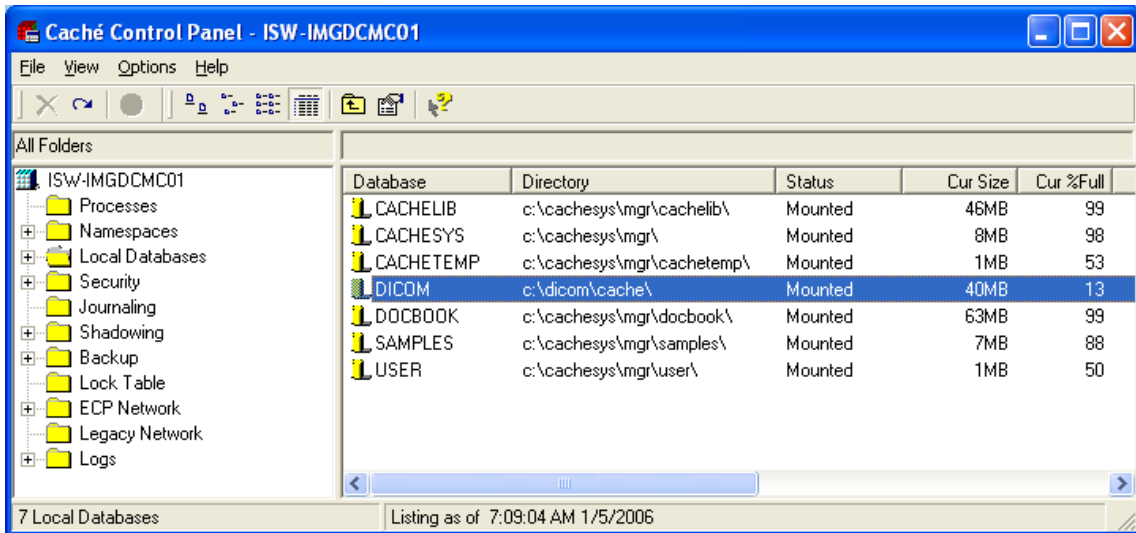 Caché Control Panel - ISW-IMGDCMC01
File View Options Help
All Folders
ISW-IMGDCMC01
Processes
Namespaces
Local Databases
Security
Journaling
Shadowing
Backup
Lock Table
ECP Network
Legacy Network
Logs
Database Directory Status Cur Size Cur %Full
CACHELIB c:\cachesys\mgr\cachelib\ Mounted 46MB 99
CACHESYS c:\cachesys\mgr\ Mounted 8MB 98
CACHETEMP c:\cachesys\mgr\cachetemp\ Mounted 1MB 53
DICOM c:\dicom\cache\ Mounted 40MB 13
DOCBOOK c:\cachesys\mgr\docbook\ Mounted 63MB 99
SAMPLES c:\cachesys\mgr\samples\ Mounted 7MB 88
USER c:\cachesys\mgr\user\ Mounted 1MB 50
7 Local Databases Listing as of 7:09:04 AM 1/5/2006